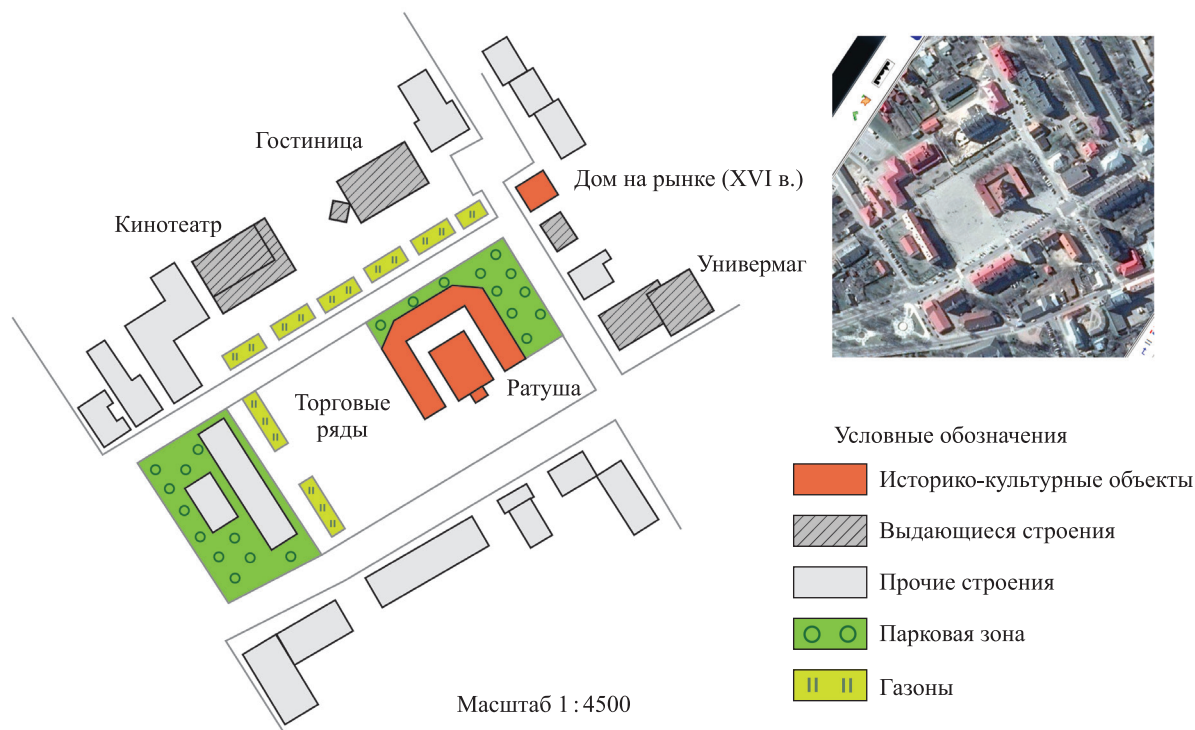 Гостиница
Дом на рынке (XVI в.)
Кинотеатр
Универмаг
Торговые
ряды
Ратуша
Условные обозначения
Историко-культурные объекты
Выдающиеся строения
Прочие строения
Парковая зона
Газоны
Масштаб 1 : 4500